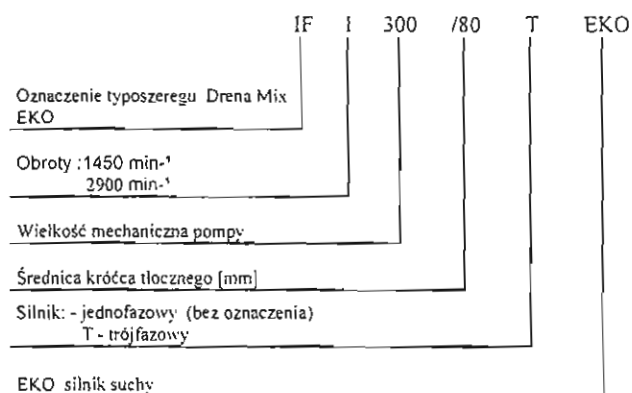 IF I 300 /80 T EKO
Oznaczenie typoszeregu Drena Mix
EKO
Obroty : 1450 min-¹
2900 min-¹
Wielkość mechaniczna pompy
Średnica króćca tłocznego [mm]
Silnik: - jednofazowy (bez oznaczenia)
T - trójfazowy
EKO silnik suchy